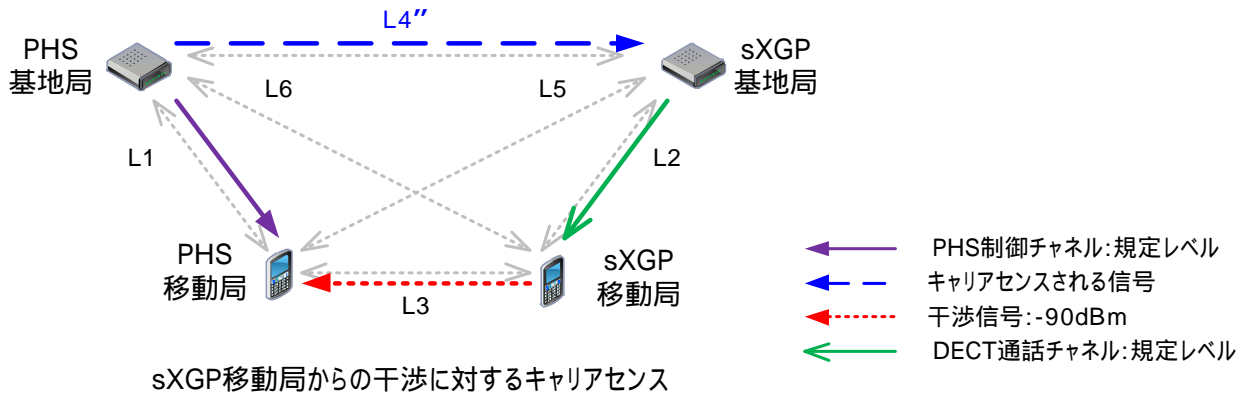 L4″
PHS
基地局
sXGP
基地局
L6
L5
L1
L2
PHS
移動局
sXGP
移動局
L3
PHS制御チャネル:規定レベル
キャリアセンスされる信号
干渉信号:-90dBm
DECT通話チャネル:規定レベル
sXGP移動局からの干渉に対するキャリアセンス